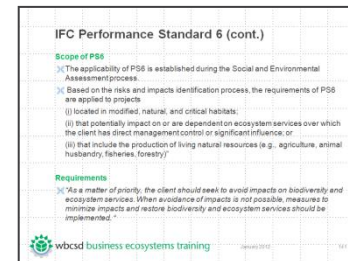 IFC Performance Standard 6 (cont.)
Scope of PS6
The applicability of PS6 is established during the Social and Environmental
Assessment process.
Based on the risks and impacts identification process, the requirements of PS6
are applied to projects
(i) located in modified, natural, and critical habitats;
(ii) that potentially impact on or are dependent on ecosystem services over which
the client has direct management control or significant influence; or
(iii) that include the production of living natural resources (e.g., agriculture, animal
husbandry, fisheries, forestry)"
Requirements
"As a matter of priority, the client should seek to avoid impacts on biodiversity and
ecosystem services. When avoidance of impacts is not possible, measures to
minimize impacts and restore biodiversity and ecosystem services should be
implemented."
wbcsd business ecosystems training